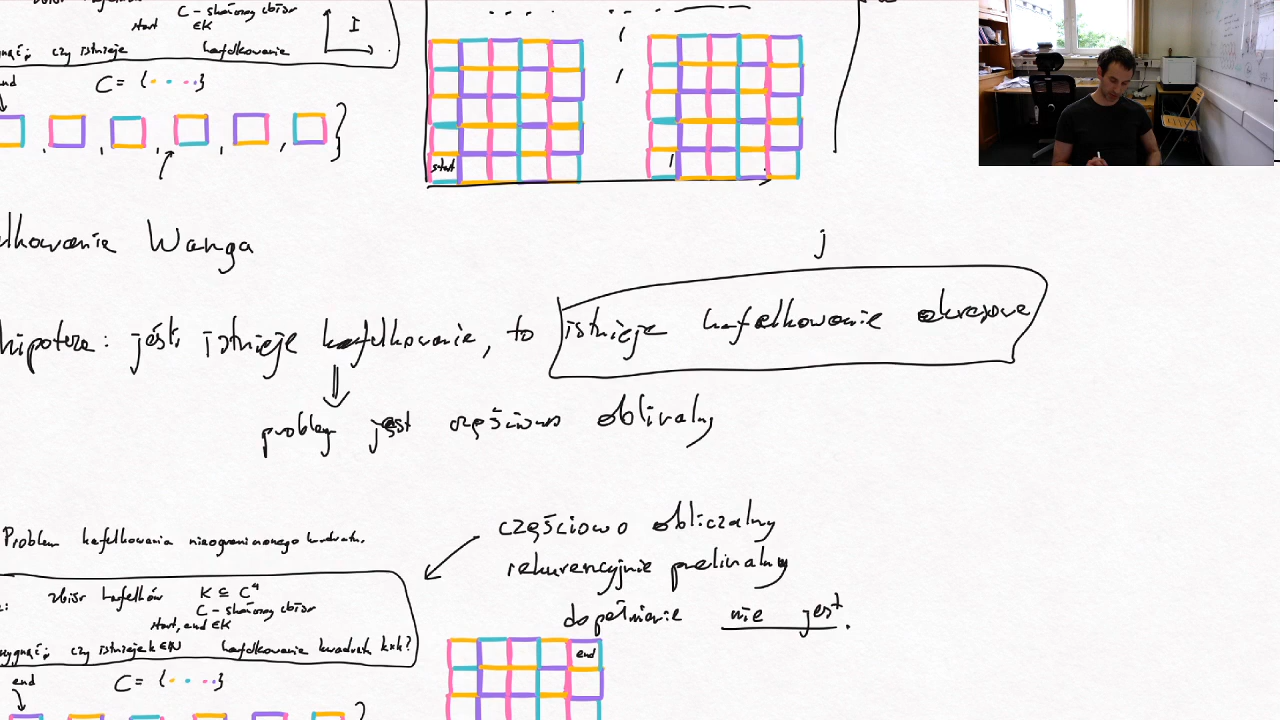 C – skończony zbiór
start ∈K
I
czy istnieje kafelkowanie
end C = {· · · ·}
, , , , , }
start
kafelkowanie Wanga
j
hipoteza: jeśli istnieje kafelkowanie, to istnieje kafelkowanie okresowe
⇓
problem jest częściowo obliczalny
Problem kafelkowania nieograniczonego kwadratu.
częściowo obliczalny
rekurencyjnie przeliczalny
dopełnienie nie jest.
zbiór kafelków K ⊆ C⁴
C – skończony zbiór
start, end ∈K
czy istnieje k∈ℕ kafelkowanie kwadratu k×k?
end C = {· · · ·}
end